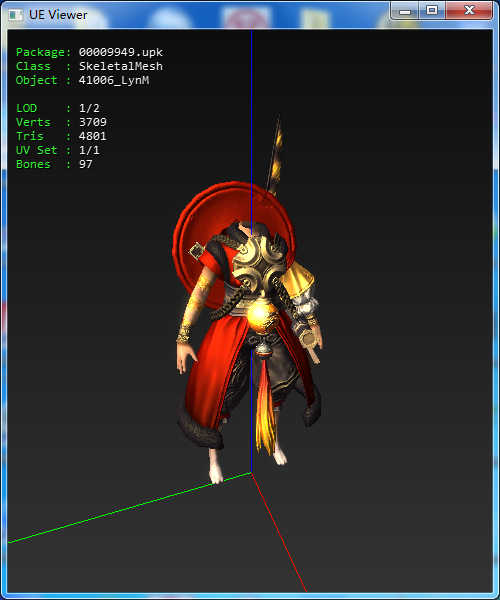 UE Viewer
Package: 00009949.upk
Class : SkeletalMesh
Object : 41006_LynM
LOD : 1/2
Verts : 3709
Tris : 4801
UV Set : 1/1
Bones : 97